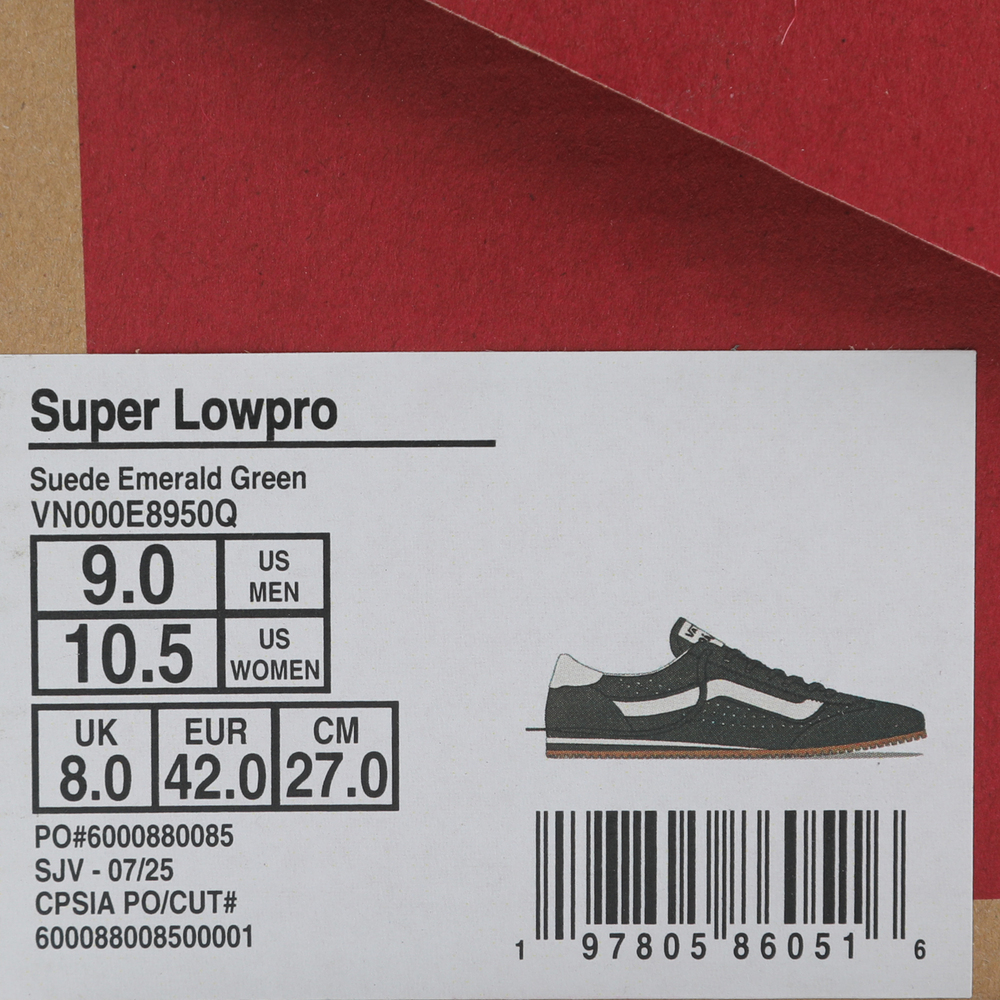 Super Lowpro
Suede Emerald Green
VN000E8950Q
9.0 US MEN
10.5 US WOMEN
UK EUR CM
8.0 42.0 27.0
PO#6000880085
SJV - 07/25
CPSIA PO/CUT#
600088008500001
1 97805 86051 6